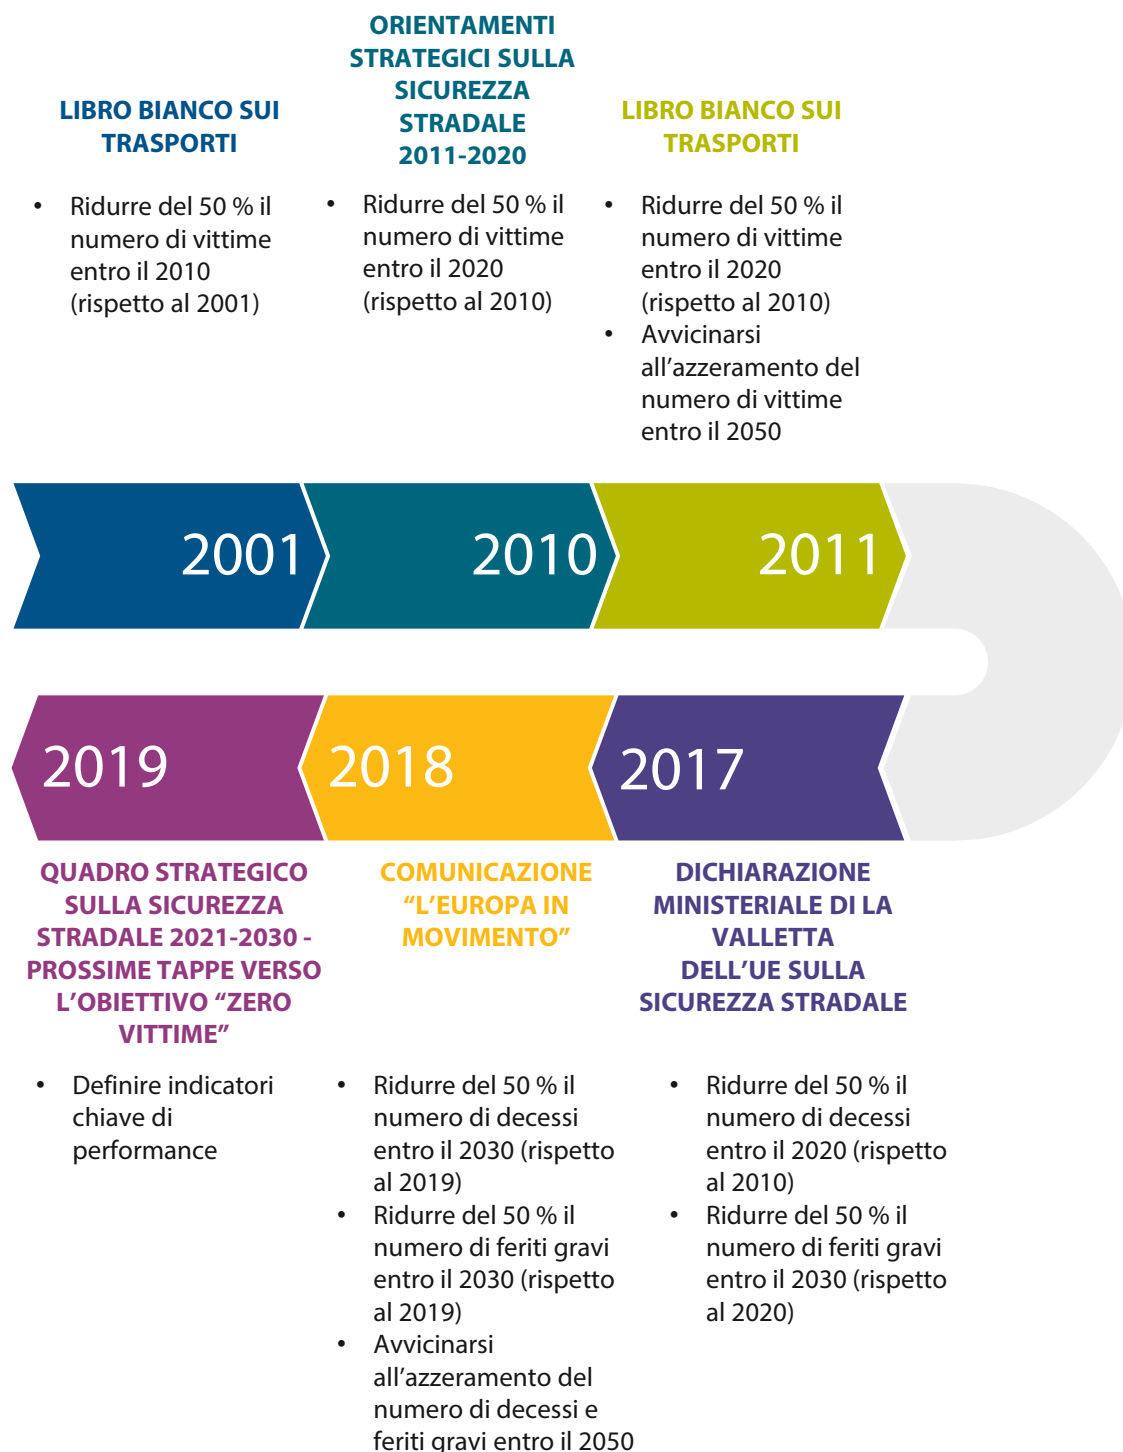 LIBRO BIANCO SUI
TRASPORTI
• Ridurre del 50 % il
numero di vittime
entro il 2010
(rispetto al 2001)
ORIENTAMENTI
STRATEGICI SULLA
SICUREZZA
STRADALE
2011-2020
• Ridurre del 50 % il
numero di vittime
entro il 2020
(rispetto al 2010)
LIBRO BIANCO SUI
TRASPORTI
• Ridurre del 50 % il
numero di vittime
entro il 2020
(rispetto al 2010)
• Avvicinarsi
all’azzeramento del
numero di vittime
entro il 2050
2001
2010
2011
2019
2018
2017
QUADRO STRATEGICO
SULLA SICUREZZA
STRADALE 2021-2030 -
PROSSIME TAPPE VERSO
L’OBIETTIVO “ZERO
VITTIME”
• Definire indicatori
chiave di
performance
COMUNICAZIONE
“L’EUROPA IN
MOVIMENTO”
• Ridurre del 50 % il
numero di decessi
entro il 2030 (rispetto
al 2019)
• Ridurre del 50 % il
numero di feriti gravi
entro il 2030 (rispetto
al 2019)
• Avvicinarsi
all’azzeramento del
numero di decessi e
feriti gravi entro il 2050
DICHIARAZIONE
MINISTERIALE DI LA
VALLETTA
DELL’UE SULLA
SICUREZZA STRADALE
• Ridurre del 50 % il
numero di decessi
entro il 2020 (rispetto
al 2010)
• Ridurre del 50 % il
numero di feriti gravi
entro il 2030 (rispetto
al 2020)